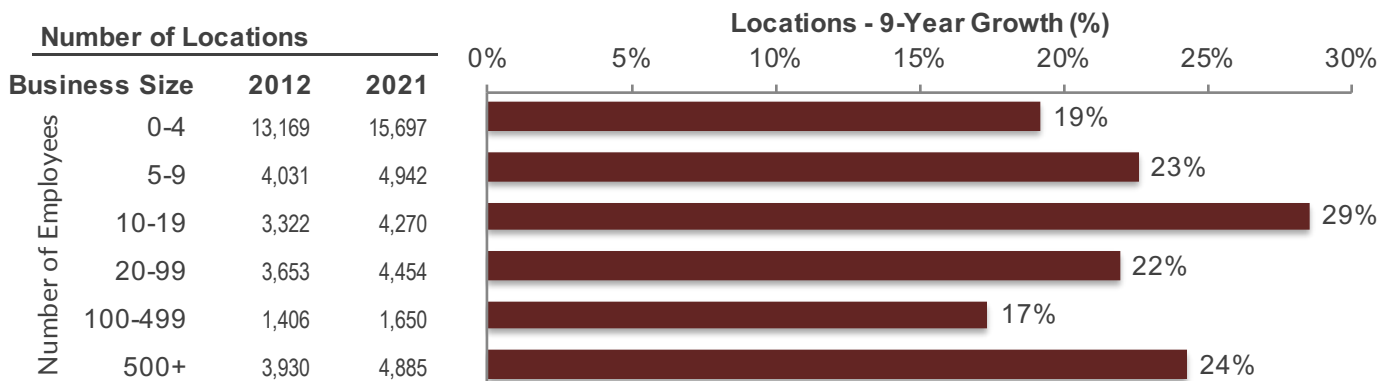 Number of Locations
Business Size 2012 2021
Number of Employees
0-4 13,169 15,697
5-9 4,031 4,942
10-19 3,322 4,270
20-99 3,653 4,454
100-499 1,406 1,650
500+ 3,930 4,885
Locations - 9-Year Growth (%)
0% 5% 10% 15% 20% 25% 30%
19%
23%
29%
22%
17%
24%